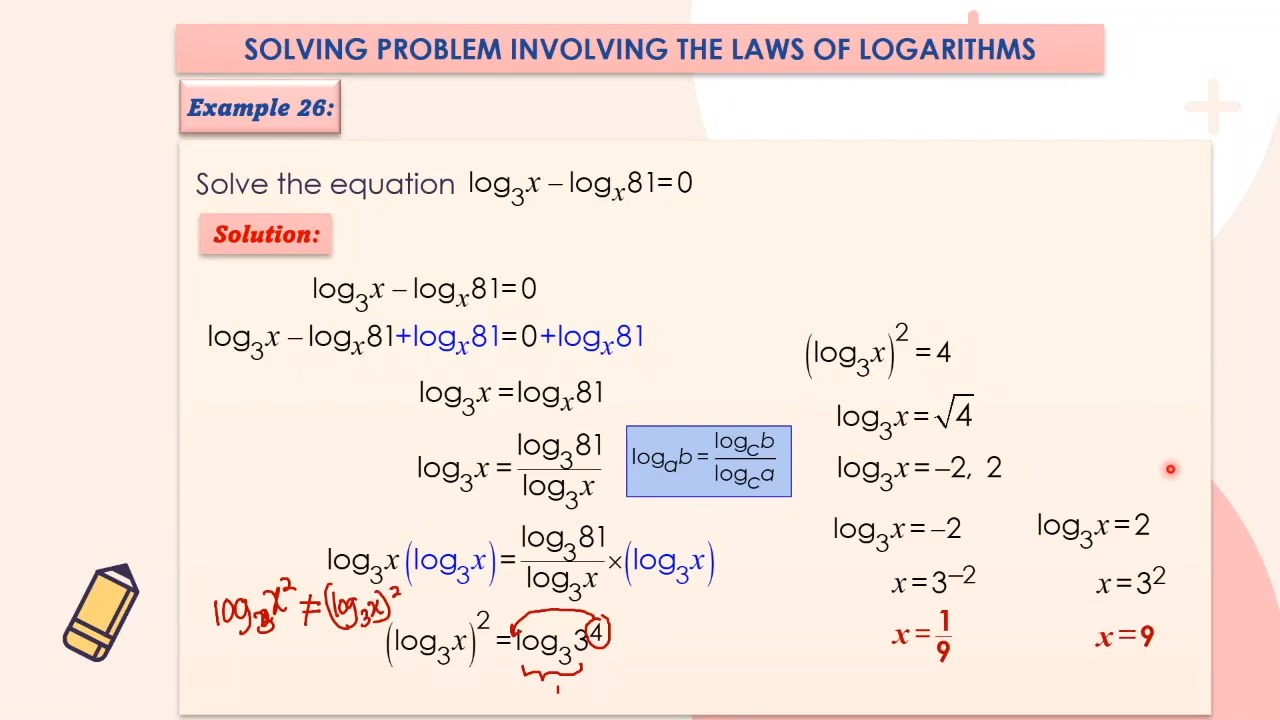 SOLVING PROBLEM INVOLVING THE LAWS OF LOGARITHMS
Example 26:
Solve the equation log₃x – logₓ81=0
Solution:
log₃x – logₓ81=0
log₃x – logₓ81+logₓ81=0+logₓ81
log₃x = logₓ81
log₃x = log₃81/log₃x
logₐb = log_c b/log_c a
log₃x(log₃x) = log₃81/log₃x × (log₃x)
log₃x² ≠ (log₃x)²
(log₃x)² = log₃3⁴
1
(log₃x)² = 4
log₃x = √4
log₃x = –2, 2
log₃x = –2
x = 3⁻²
x = 1/9
log₃x = 2
x = 3²
x = 9